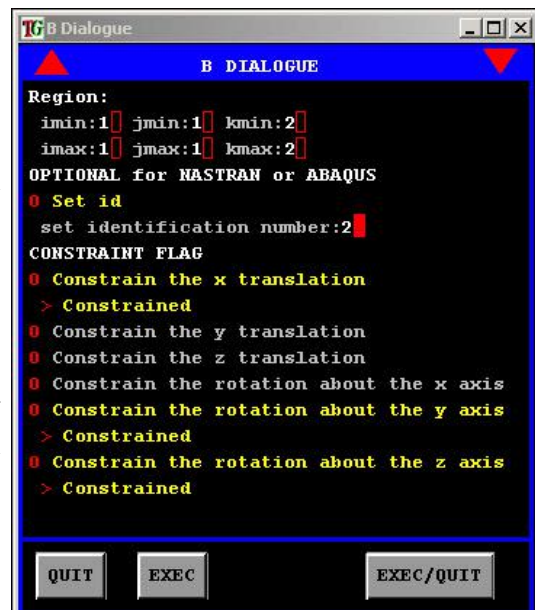 TG B Dialogue
B DIALOGUE
Region:
imin:1 jmin:1 kmin:2
imax:1 jmax:1 kmax:2
OPTIONAL for NASTRAN or ABAQUS
0 Set id
set identification number:2
CONSTRAINT FLAG
0 Constrain the x translation
> Constrained
0 Constrain the y translation
0 Constrain the z translation
0 Constrain the rotation about the x axis
0 Constrain the rotation about the y axis
> Constrained
0 Constrain the rotation about the z axis
> Constrained
QUIT EXEC EXEC/QUIT